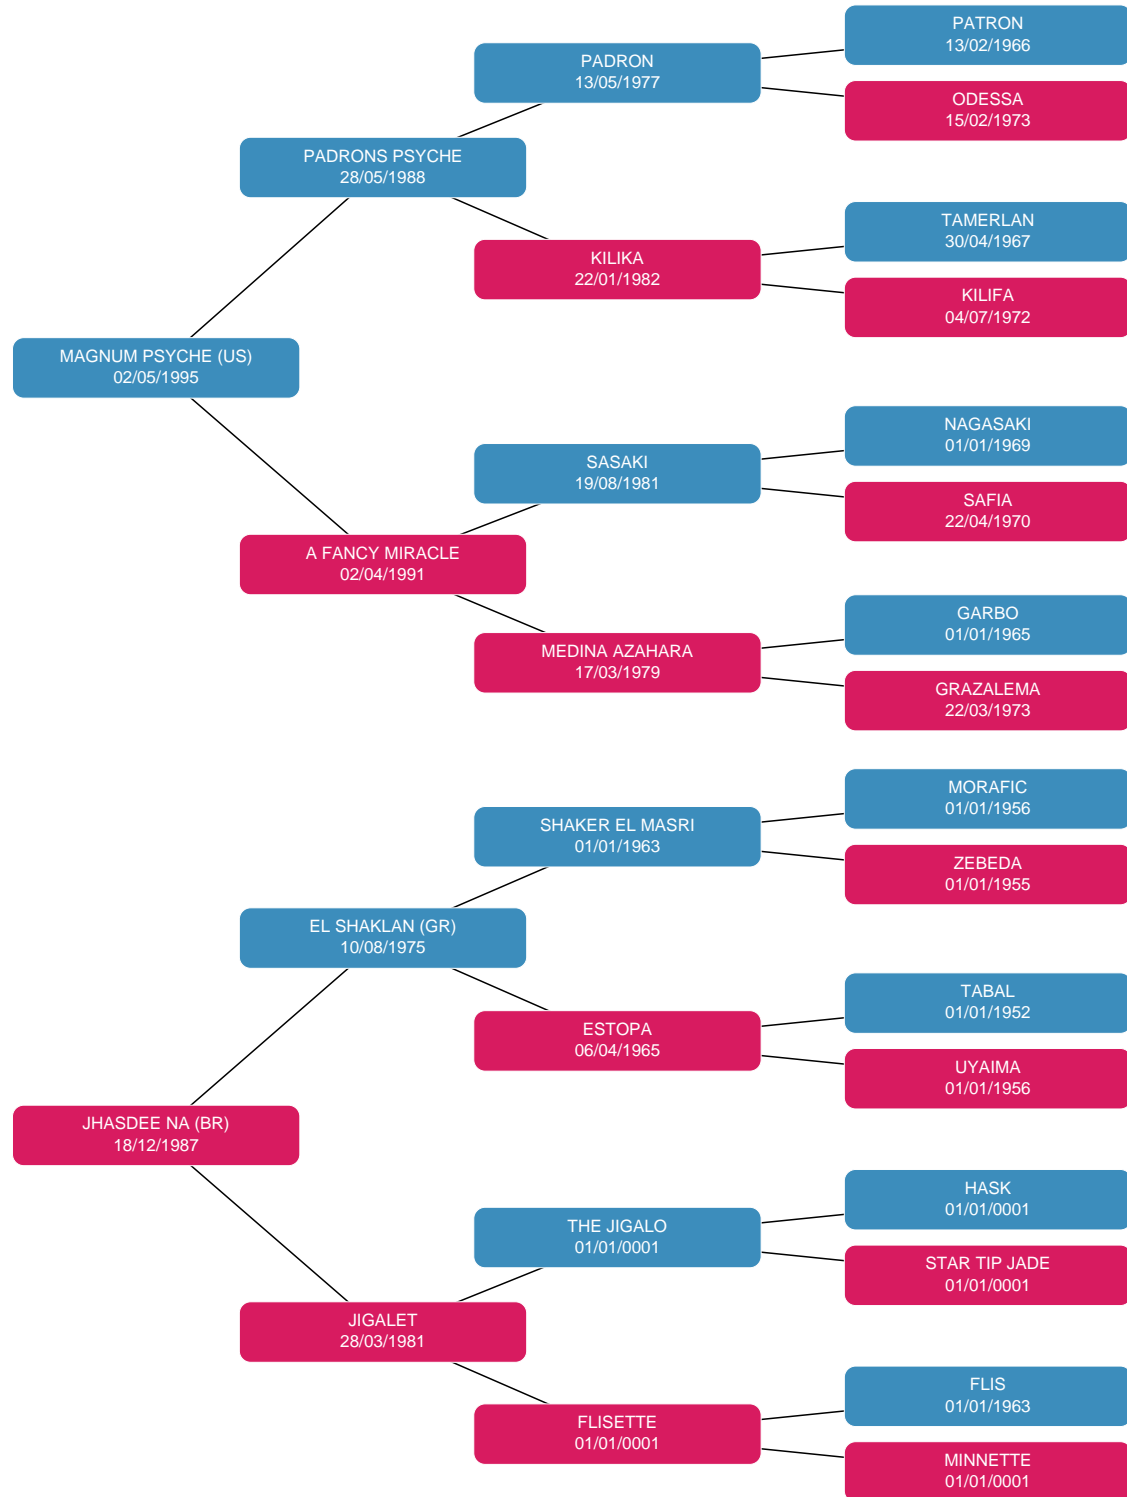 PATRON
13/02/1966
PADRON
13/05/1977
ODESSA
15/02/1973
PADRONS PSYCHE
28/05/1988
TAMERLAN
30/04/1967
KILIKA
22/01/1982
KILIFA
04/07/1972
MAGNUM PSYCHE (US)
02/05/1995
NAGASAKI
01/01/1969
SASAKI
19/08/1981
SAFIA
22/04/1970
A FANCY MIRACLE
02/04/1991
GARBO
01/01/1965
MEDINA AZAHARA
17/03/1979
GRAZALEMA
22/03/1973
MORAFIC
01/01/1956
SHAKER EL MASRI
01/01/1963
ZEBEDA
01/01/1955
EL SHAKLAN (GR)
10/08/1975
TABAL
01/01/1952
ESTOPA
06/04/1965
UYAIMA
01/01/1956
JHASDEE NA (BR)
18/12/1987
HASK
01/01/0001
THE JIGALO
01/01/0001
STAR TIP JADE
01/01/0001
JIGALET
28/03/1981
FLIS
01/01/1963
FLISETTE
01/01/0001
MINNETTE
01/01/0001